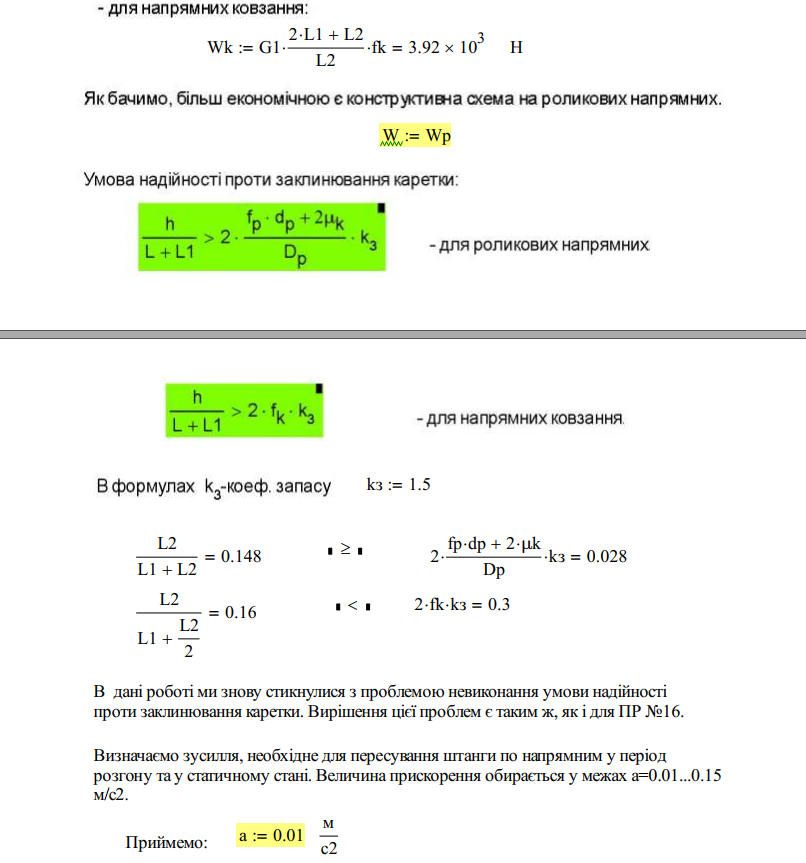 - для напрямних ковзання:
Wk := G1·(2·L1 + L2)/L2·fk = 3.92 × 10³ Н
Як бачимо, більш економічною є конструктивна схема на роликових напрямних.
W := Wp
Умова надійності проти заклинювання каретки:
h/(L + L1) > 2 · (fp · dp + 2μk)/Dp · kз - для роликових напрямних
h/(L + L1) > 2 · fk · kз - для напрямних ковзання.
В формулах kз-коеф. запасу kз := 1.5
L2/(L1 + L2) = 0.148 ▮ ≥ ▮ 2·(fp·dp + 2·μk)/Dp·kз = 0.028
L2/(L1 + L2/2) = 0.16 ▮ < ▮ 2·fk·kз = 0.3
В дані роботі ми знову стикнулися з проблемою невиконання умови надійності
проти заклинювання каретки. Вирішення цієї проблем є таким ж, як і для ПР №16.
Визначаємо зусилля, необхідне для пересування штанги по напрямним у період
розгону та у статичному стані. Величина прискорення обирається у межах а=0.01...0.15
м/с2.
Приймемо: a := 0.01 м/с2